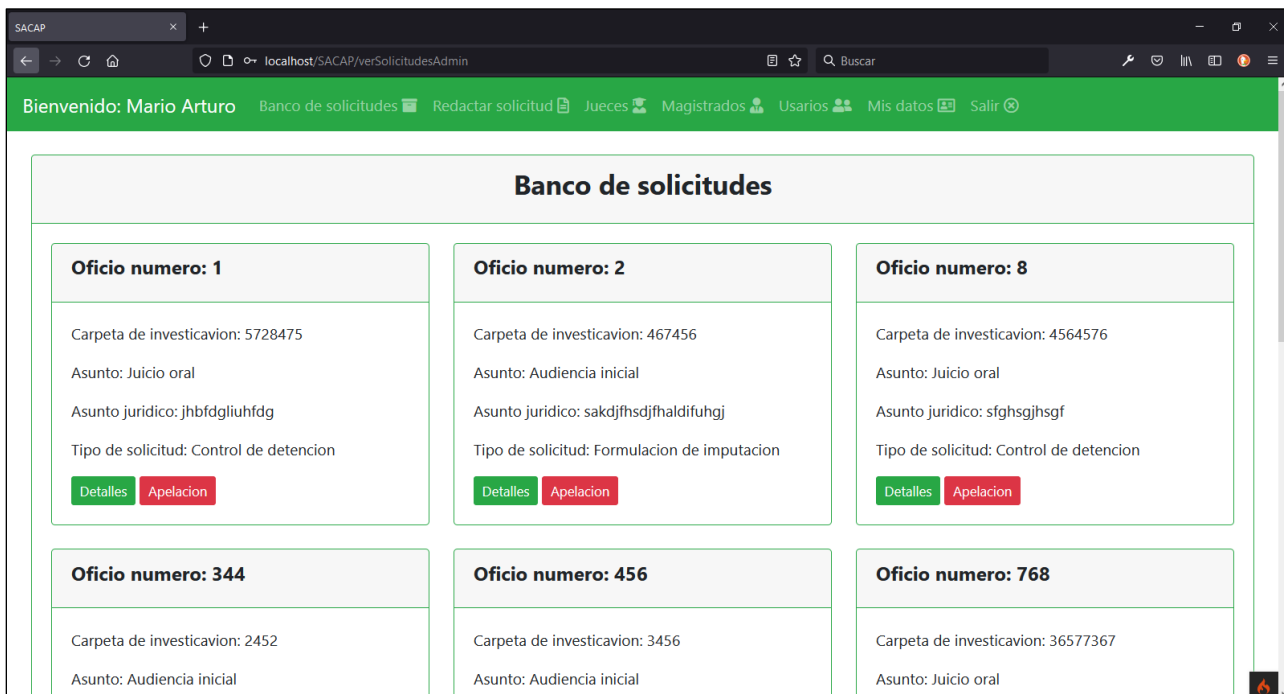 SACAP
localhost/SACAP/verSolicitudesAdmin
Buscar
Bienvenido: Mario Arturo Banco de solicitudes Redactar solicitud Jueces Magistrados Usarios Mis datos Salir
Banco de solicitudes
Oficio numero: 1
Carpeta de investicavion: 5728475
Asunto: Juicio oral
Asunto juridico: jhbfdgliuhfdg
Tipo de solicitud: Control de detencion
Detalles Apelacion
Oficio numero: 2
Carpeta de investicavion: 467456
Asunto: Audiencia inicial
Asunto juridico: sakdjfhsdjfhaldifuhgj
Tipo de solicitud: Formulacion de imputacion
Detalles Apelacion
Oficio numero: 8
Carpeta de investicavion: 4564576
Asunto: Juicio oral
Asunto juridico: sfghsgjhsgf
Tipo de solicitud: Control de detencion
Detalles Apelacion
Oficio numero: 344
Carpeta de investicavion: 2452
Asunto: Audiencia inicial
Oficio numero: 456
Carpeta de investicavion: 3456
Asunto: Audiencia inicial
Oficio numero: 768
Carpeta de investicavion: 36577367
Asunto: Juicio oral